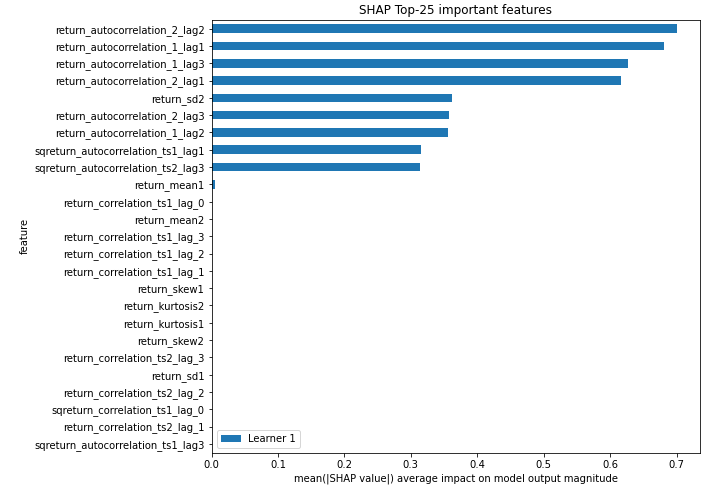 SHAP Top-25 important features
return_autocorrelation_2_lag2
return_autocorrelation_1_lag1
return_autocorrelation_1_lag3
return_autocorrelation_2_lag1
return_sd2
return_autocorrelation_2_lag3
return_autocorrelation_1_lag2
sqreturn_autocorrelation_ts1_lag1
sqreturn_autocorrelation_ts2_lag3
return_mean1
return_correlation_ts1_lag_0
return_mean2
return_correlation_ts1_lag_3
return_correlation_ts1_lag_2
return_correlation_ts1_lag_1
return_skew1
return_kurtosis2
return_kurtosis1
return_skew2
return_correlation_ts2_lag_3
return_sd1
return_correlation_ts2_lag_2
sqreturn_correlation_ts1_lag_0
return_correlation_ts2_lag_1
sqreturn_autocorrelation_ts1_lag3
feature
Learner 1
0.0 0.1 0.2 0.3 0.4 0.5 0.6 0.7
mean(|SHAP value|) average impact on model output magnitude